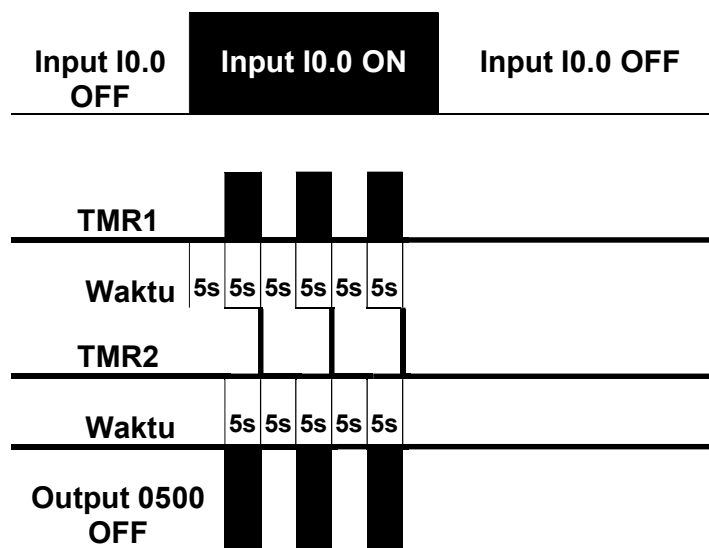 Input I0.0
OFF
Input I0.0 ON
Input I0.0 OFF
TMR1
Waktu
5s 5s 5s 5s 5s 5s
TMR2
Waktu
5s 5s 5s 5s 5s
Output 0500
OFF